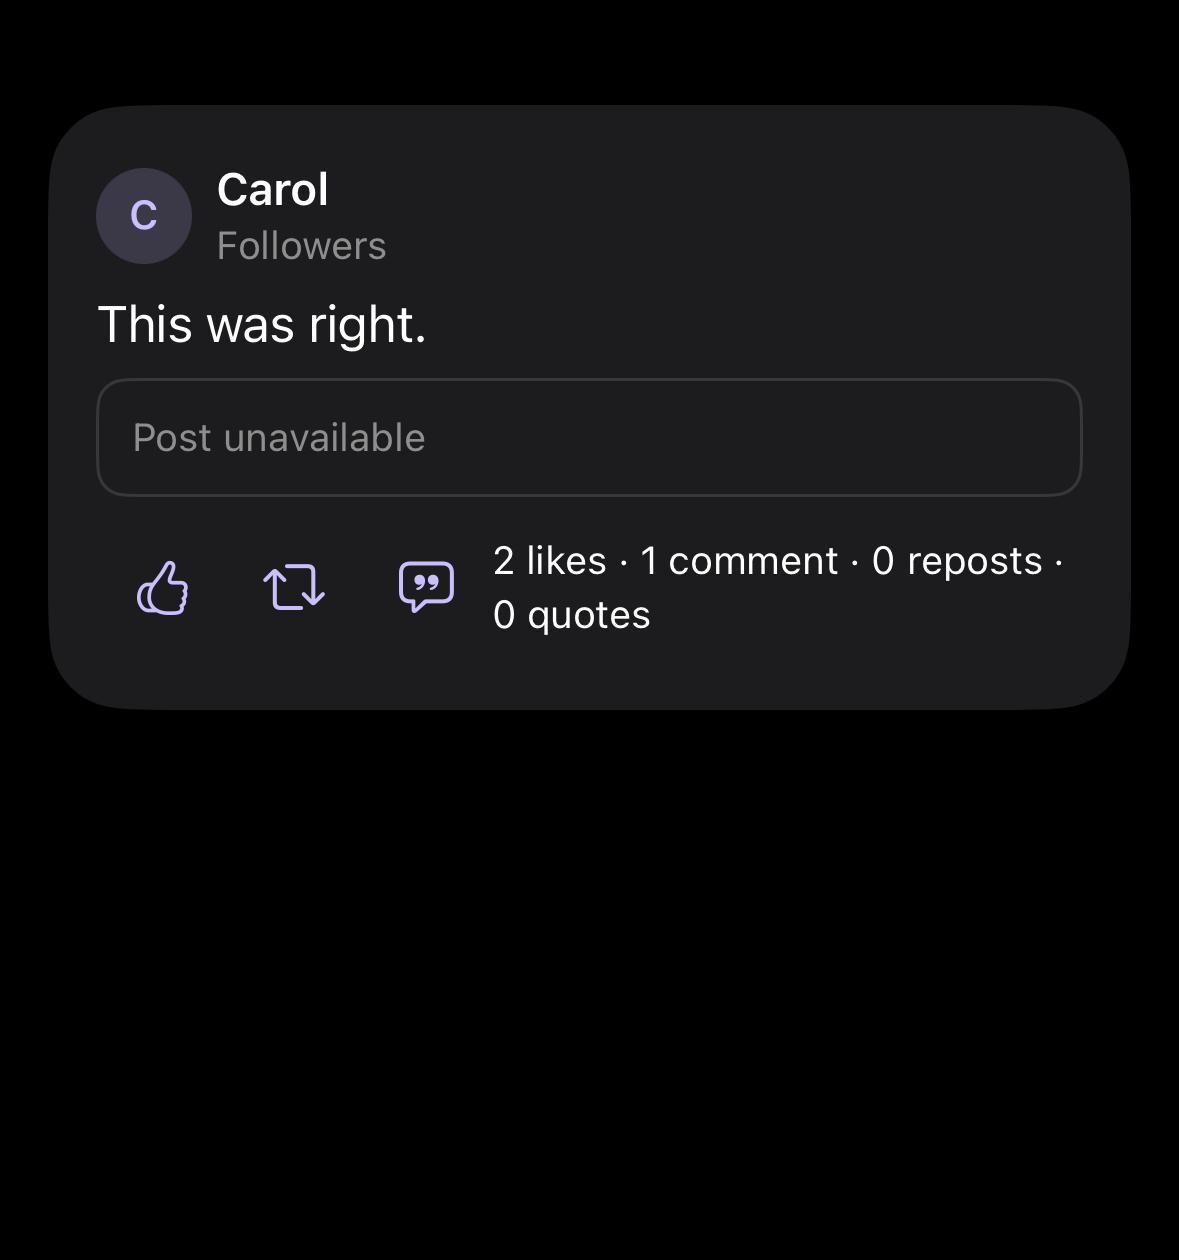 C
Carol
Followers
This was right.
Post unavailable
2 likes · 1 comment · 0 reposts ·
0 quotes